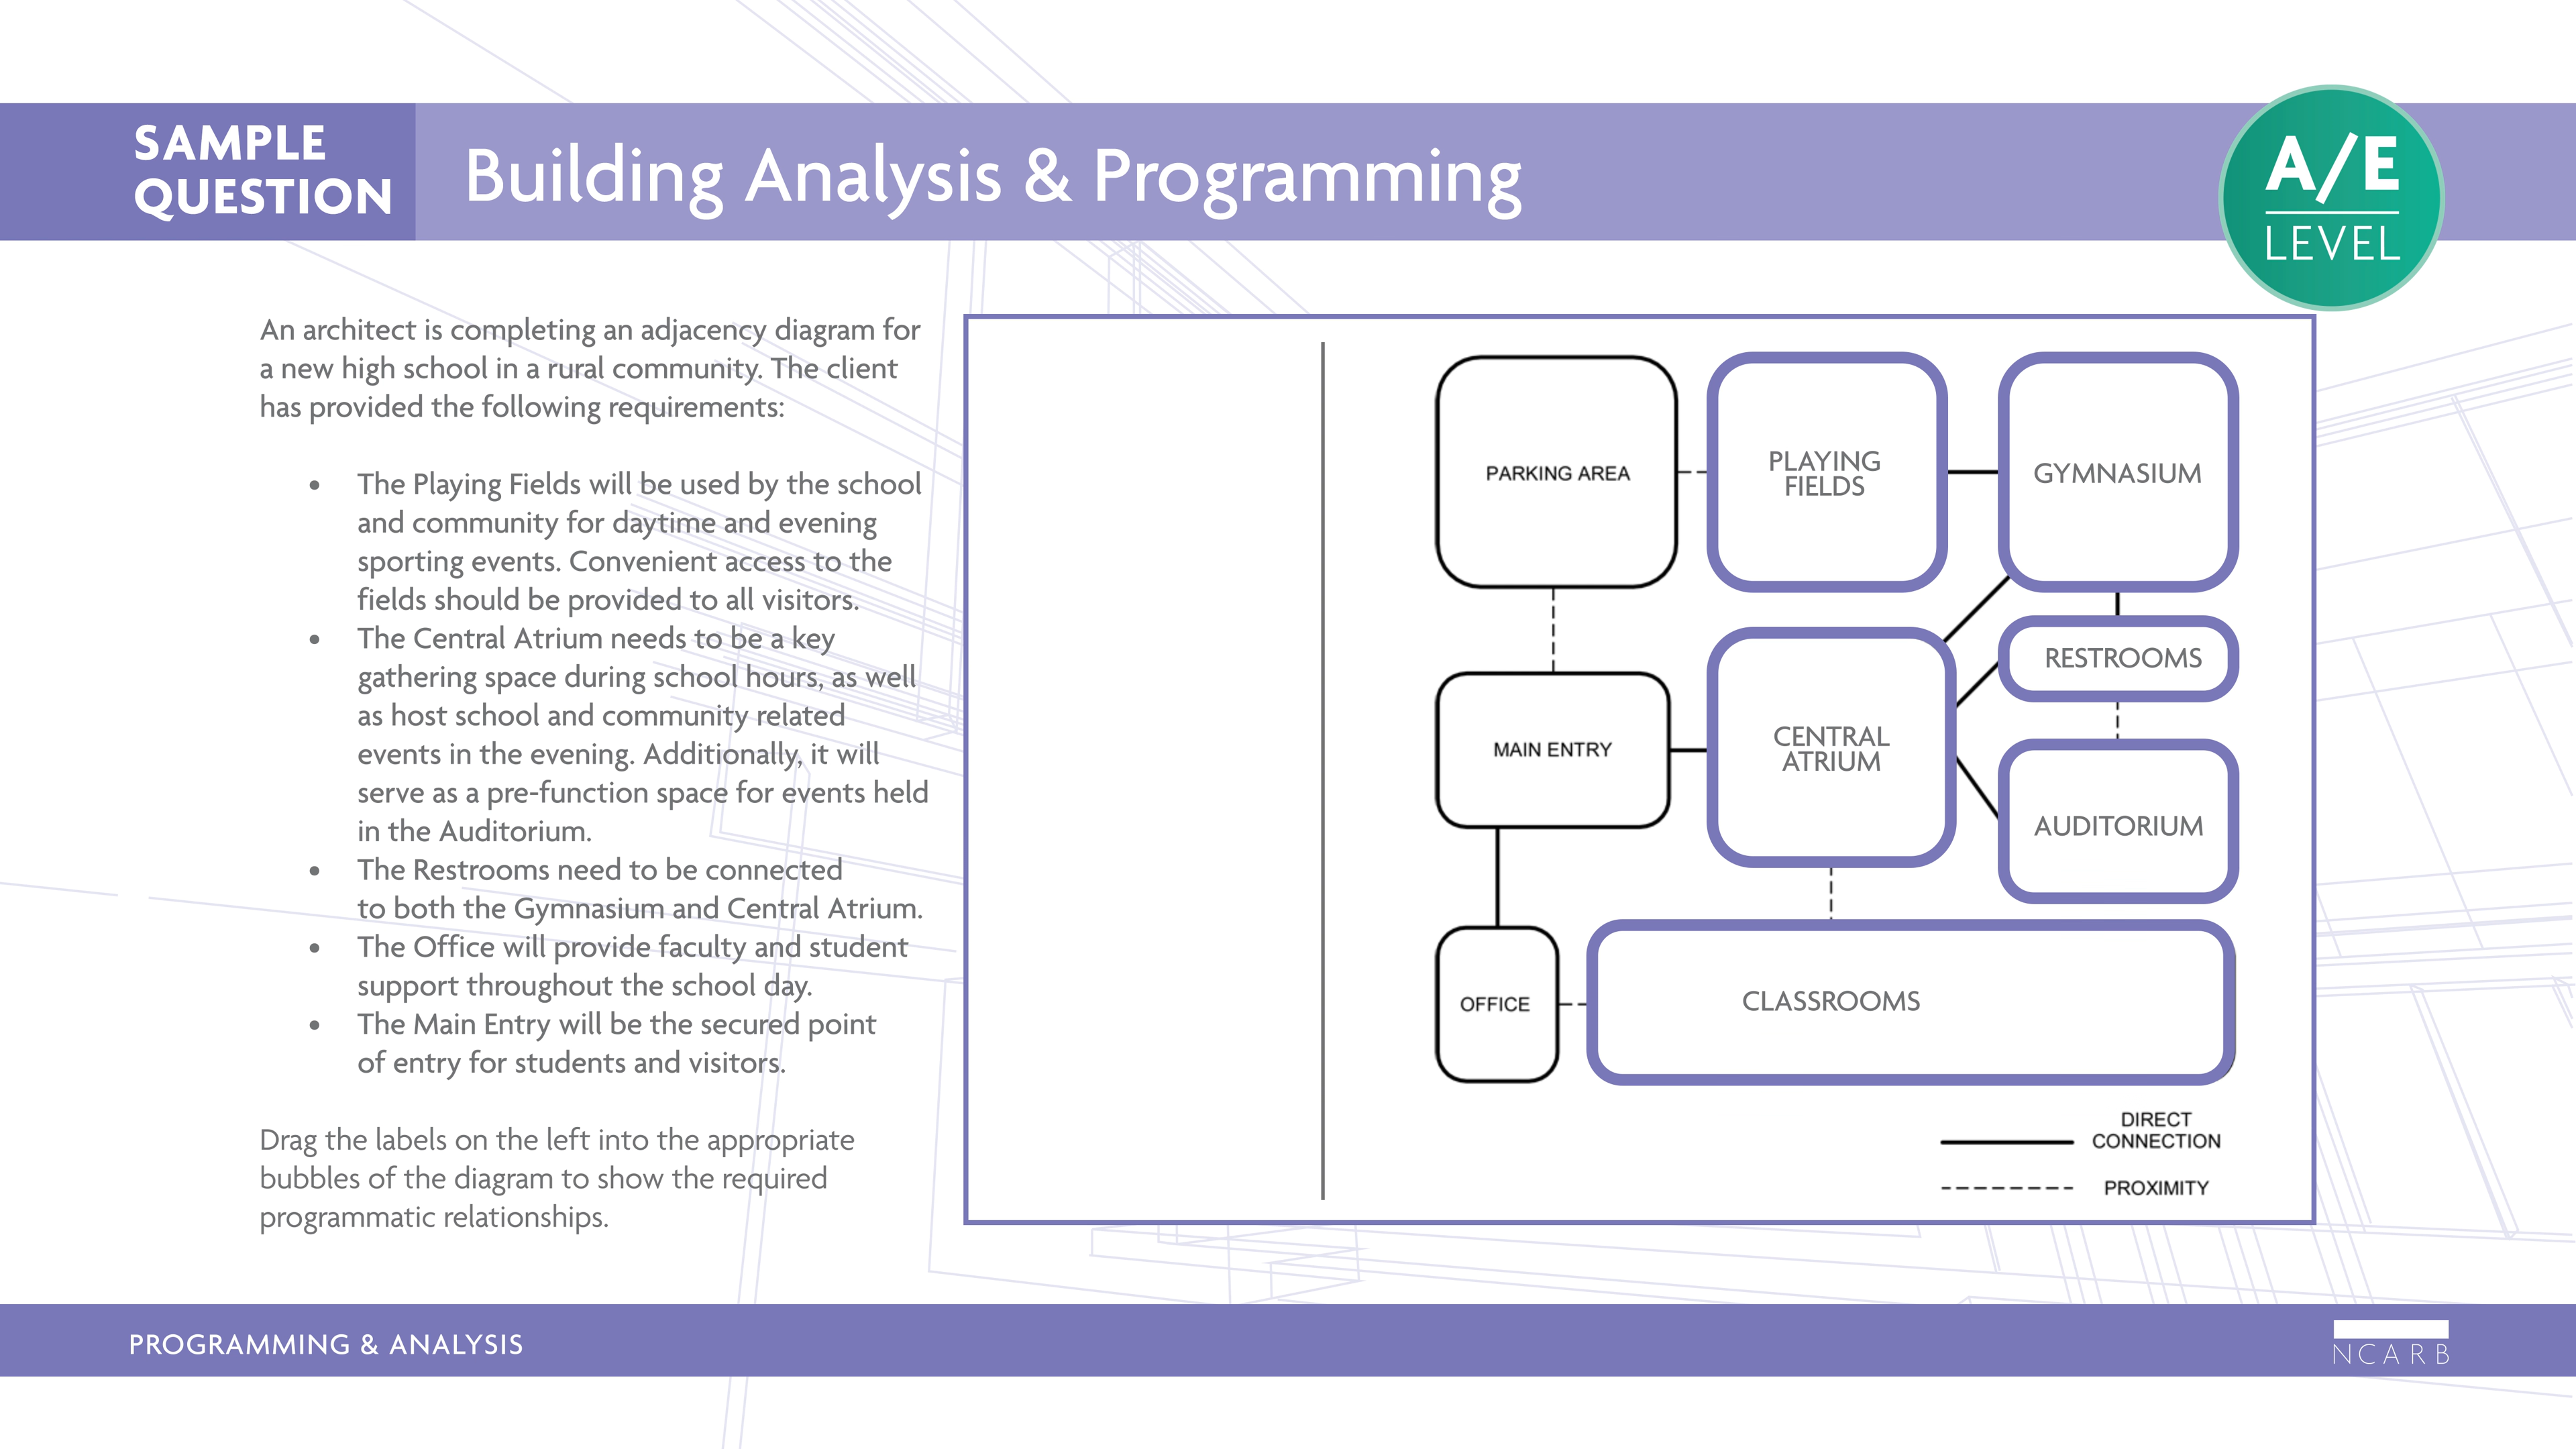 SAMPLE
QUESTION
Building Analysis & Programming
A/E
LEVEL
An architect is completing an adjacency diagram for
a new high school in a rural community. The client
has provided the following requirements:
• The Playing Fields will be used by the school
and community for daytime and evening
sporting events. Convenient access to the
fields should be provided to all visitors.
• The Central Atrium needs to be a key
gathering space during school hours, as well
as host school and community related
events in the evening. Additionally, it will
serve as a pre-function space for events held
in the Auditorium.
• The Restrooms need to be connected
to both the Gymnasium and Central Atrium.
• The Office will provide faculty and student
support throughout the school day.
• The Main Entry will be the secured point
of entry for students and visitors.
Drag the labels on the left into the appropriate
bubbles of the diagram to show the required
programmatic relationships.
PARKING AREA
PLAYING
FIELDS
GYMNASIUM
RESTROOMS
MAIN ENTRY
CENTRAL
ATRIUM
AUDITORIUM
OFFICE
CLASSROOMS
DIRECT
CONNECTION
PROXIMITY
PROGRAMMING & ANALYSIS
NCARB